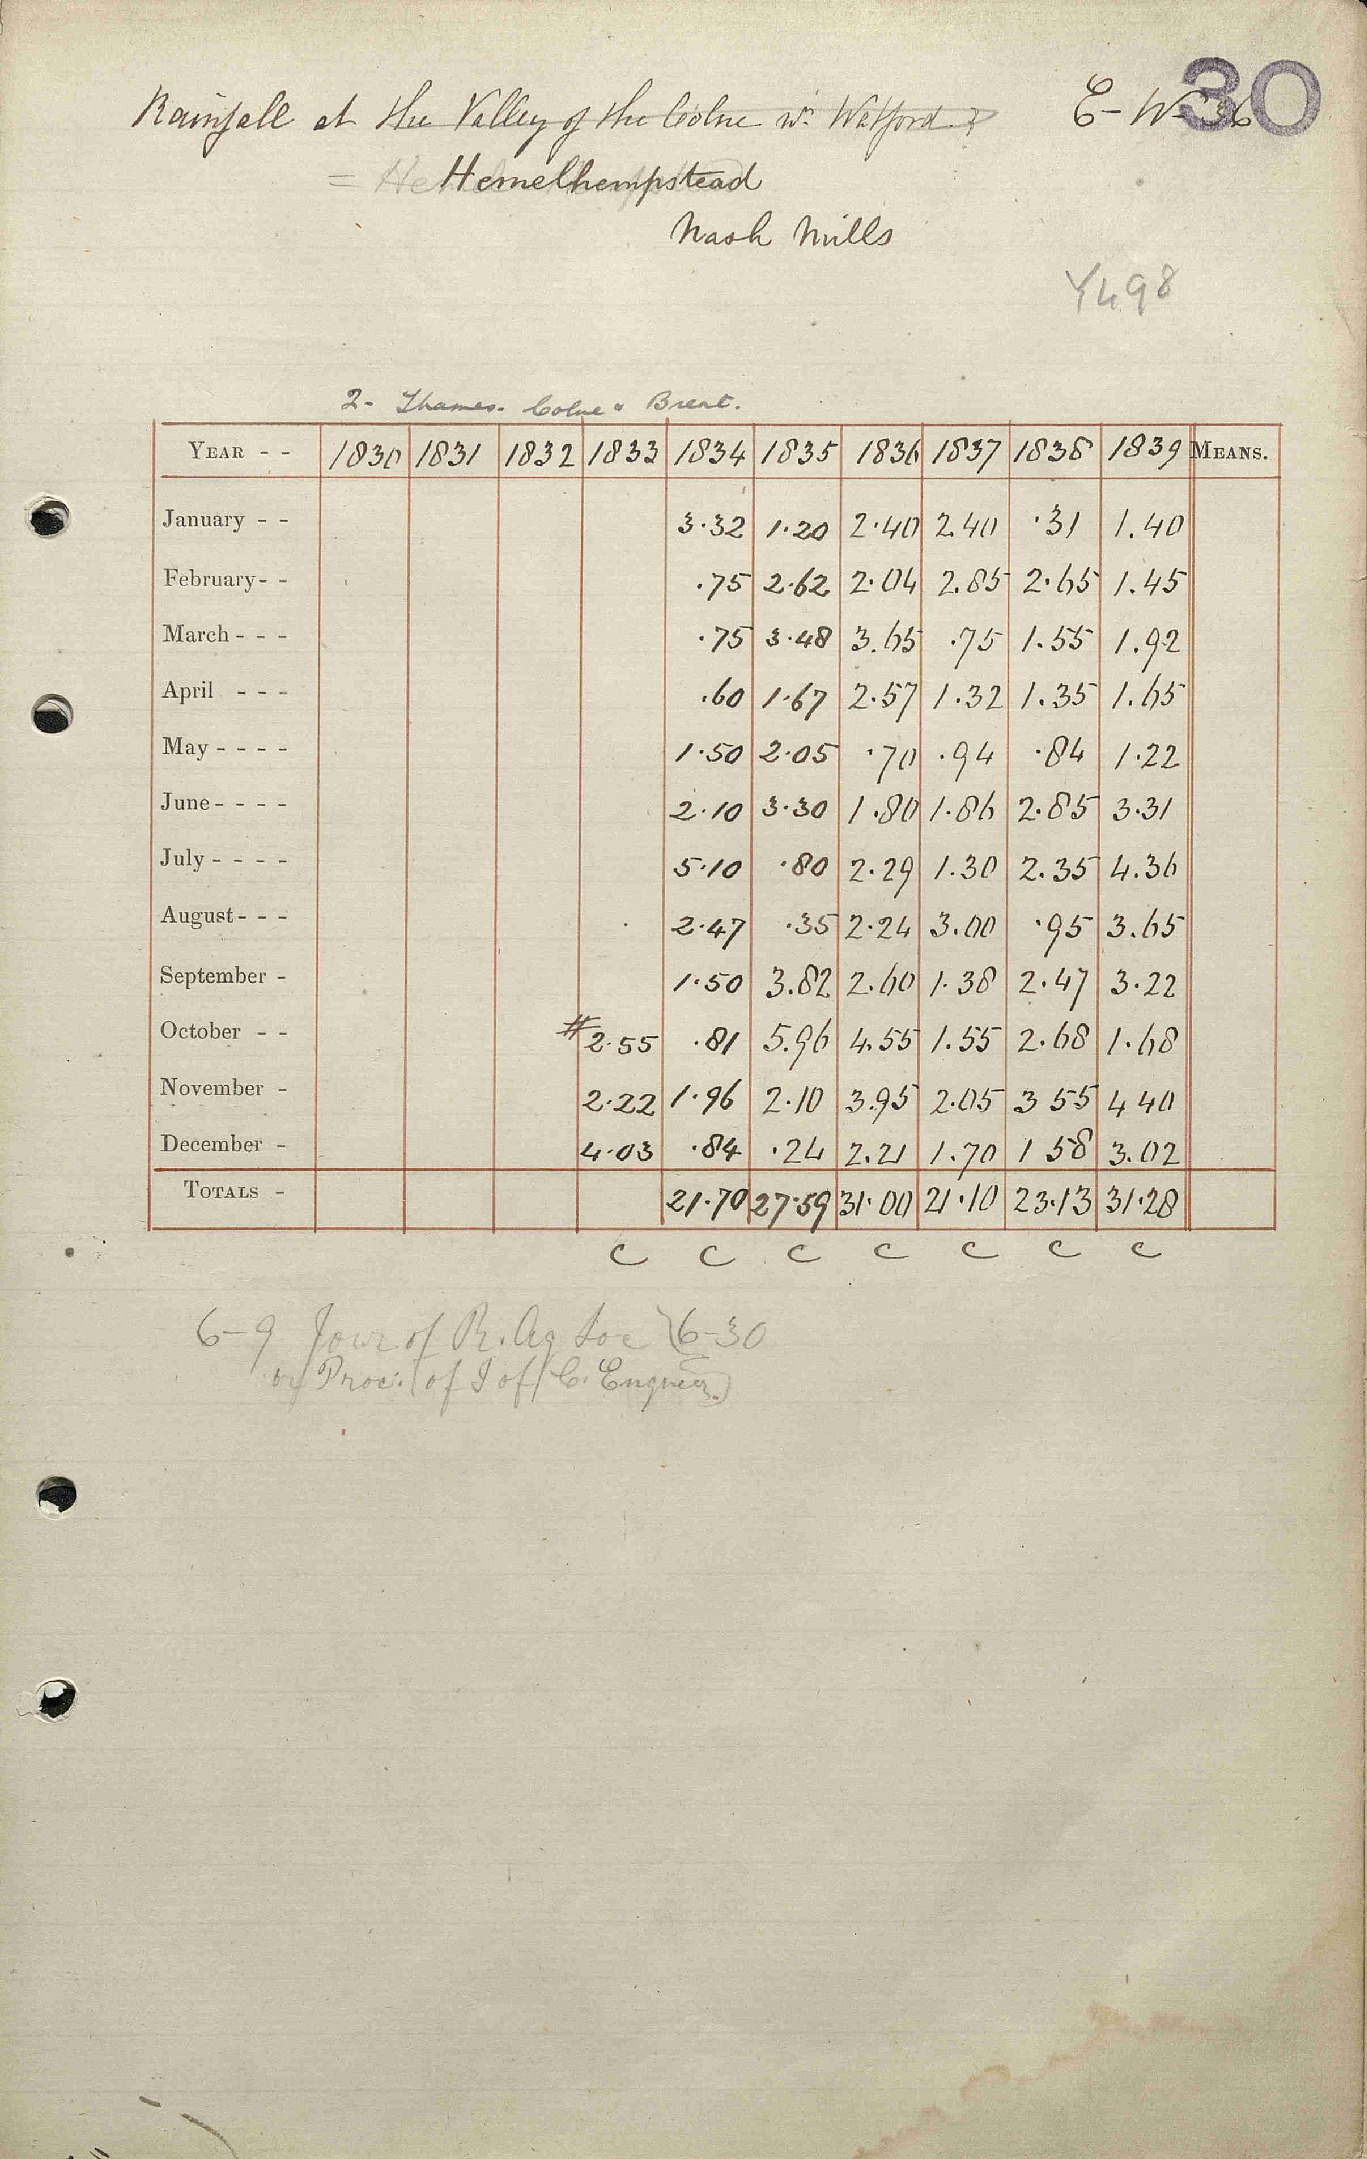 30
Rainfall at the Valley of the Colne nr Watford ? E-W 36
= Hemelhempstead
Nash Mills
Y498
2- Thames. Colne & Brent.
YEAR - - 1830 1831 1832 1833 1834 1835 1836 1837 1838 1839 MEANS.
January - - 3.32 1.20 2.40 2.40 .31 1.40
February - - .75 2.62 2.04 2.85 2.65 1.45
March - - - .75 3.48 3.65 .75 1.55 1.92
April - - - .60 1.67 2.57 1.32 1.35 1.65
May - - - - 1.50 2.05 .70 .94 .84 1.22
June - - - - 2.10 3.30 1.80 1.86 2.85 3.31
July - - - - 5.10 .80 2.29 1.30 2.35 4.36
August - - - 2.47 .35 2.24 3.00 .95 3.65
September - 1.50 3.82 2.60 1.38 2.47 3.22
October - - # 2.55 .81 5.96 4.55 1.55 2.68 1.68
November - 2.22 1.96 2.10 3.95 2.05 3 55 4 40
December - 4.03 .84 .24 2.21 1.70 1 58 3.02
TOTALS - 21.70 27.59 31.00 21.10 23.13 31.28
C C C C C C C
6-9 Jour of R. Ag Soc 6-30
or Proc. of I of C. Engineers)